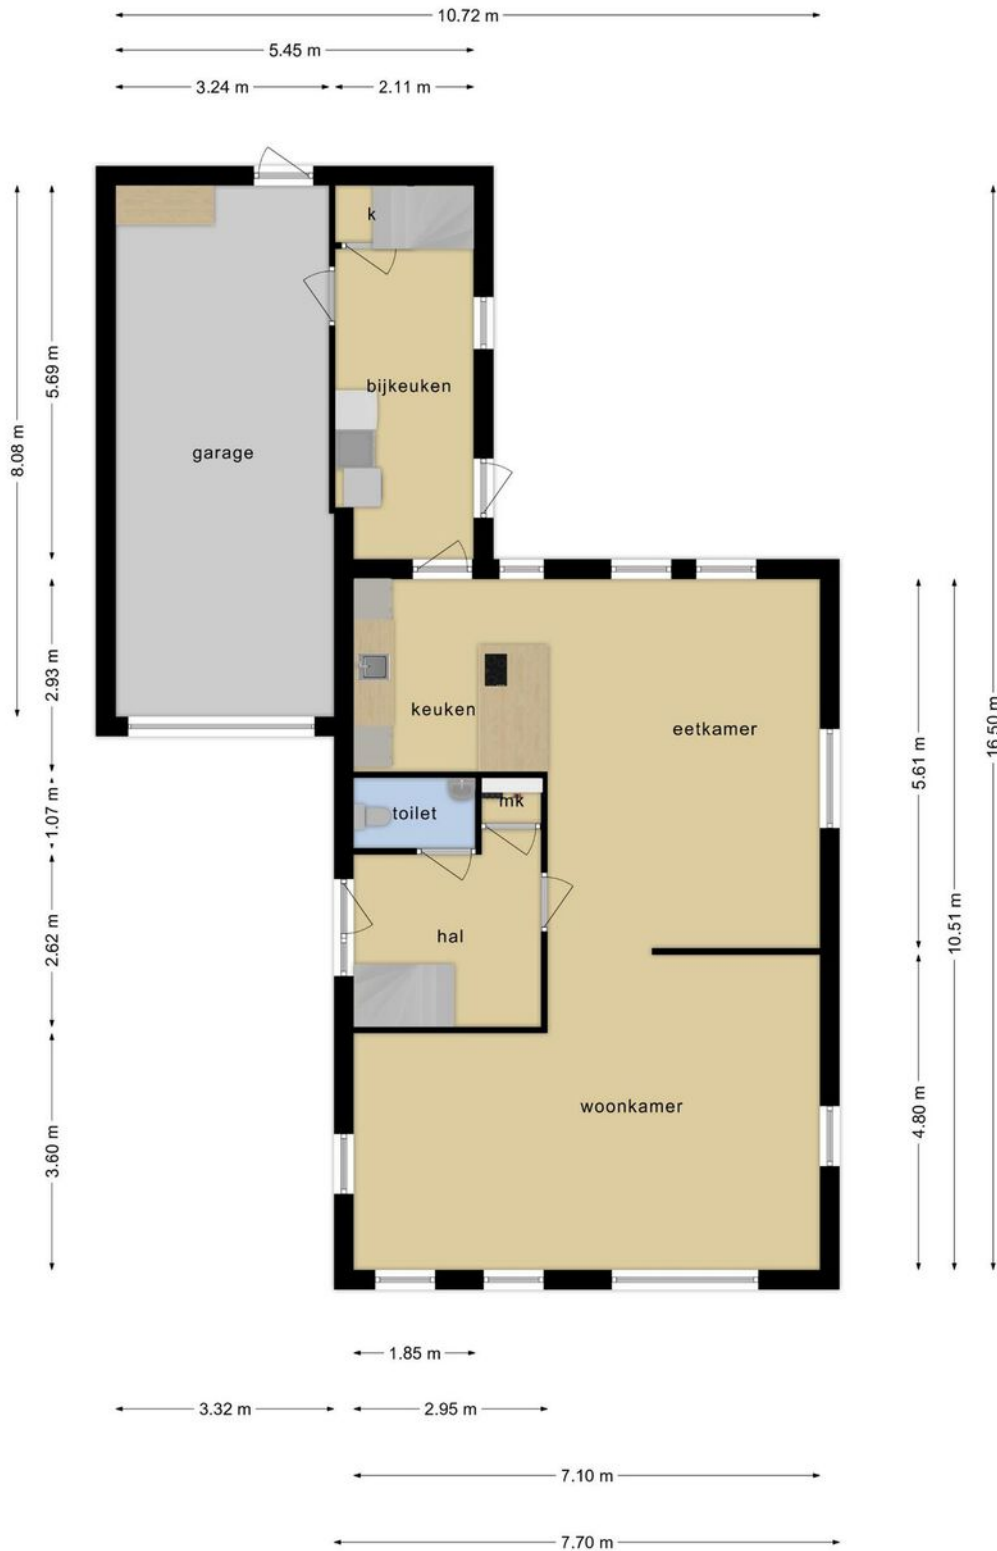 10.72 m
5.45 m
3.24 m
2.11 m
k
bijkeuken
garage
8.08 m
5.69 m
2.93 m
1.07 m
2.62 m
3.60 m
keuken
eetkamer
toilet
mk
hal
woonkamer
5.61 m
4.80 m
10.51 m
16.50 m
1.85 m
3.32 m
2.95 m
7.10 m
7.70 m